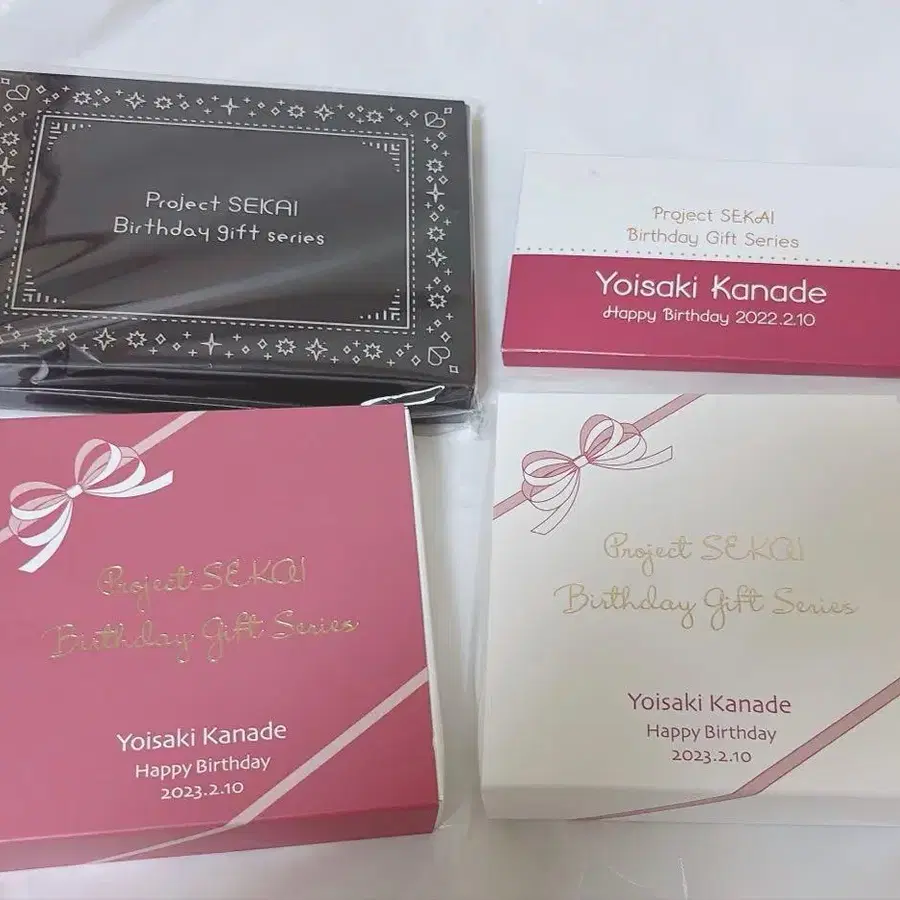 Project SEKAI
Birthday gift series
Project SEKAI
Birthday Gift Series
Yoisaki Kanade
Happy Birthday 2022.2.10
Project SEKAI
Birthday Gift Series
Yoisaki Kanade
Happy Birthday
2023.2.10
Project SEKAI
Birthday Gift Series
Yoisaki Kanade
Happy Birthday
2023.2.10